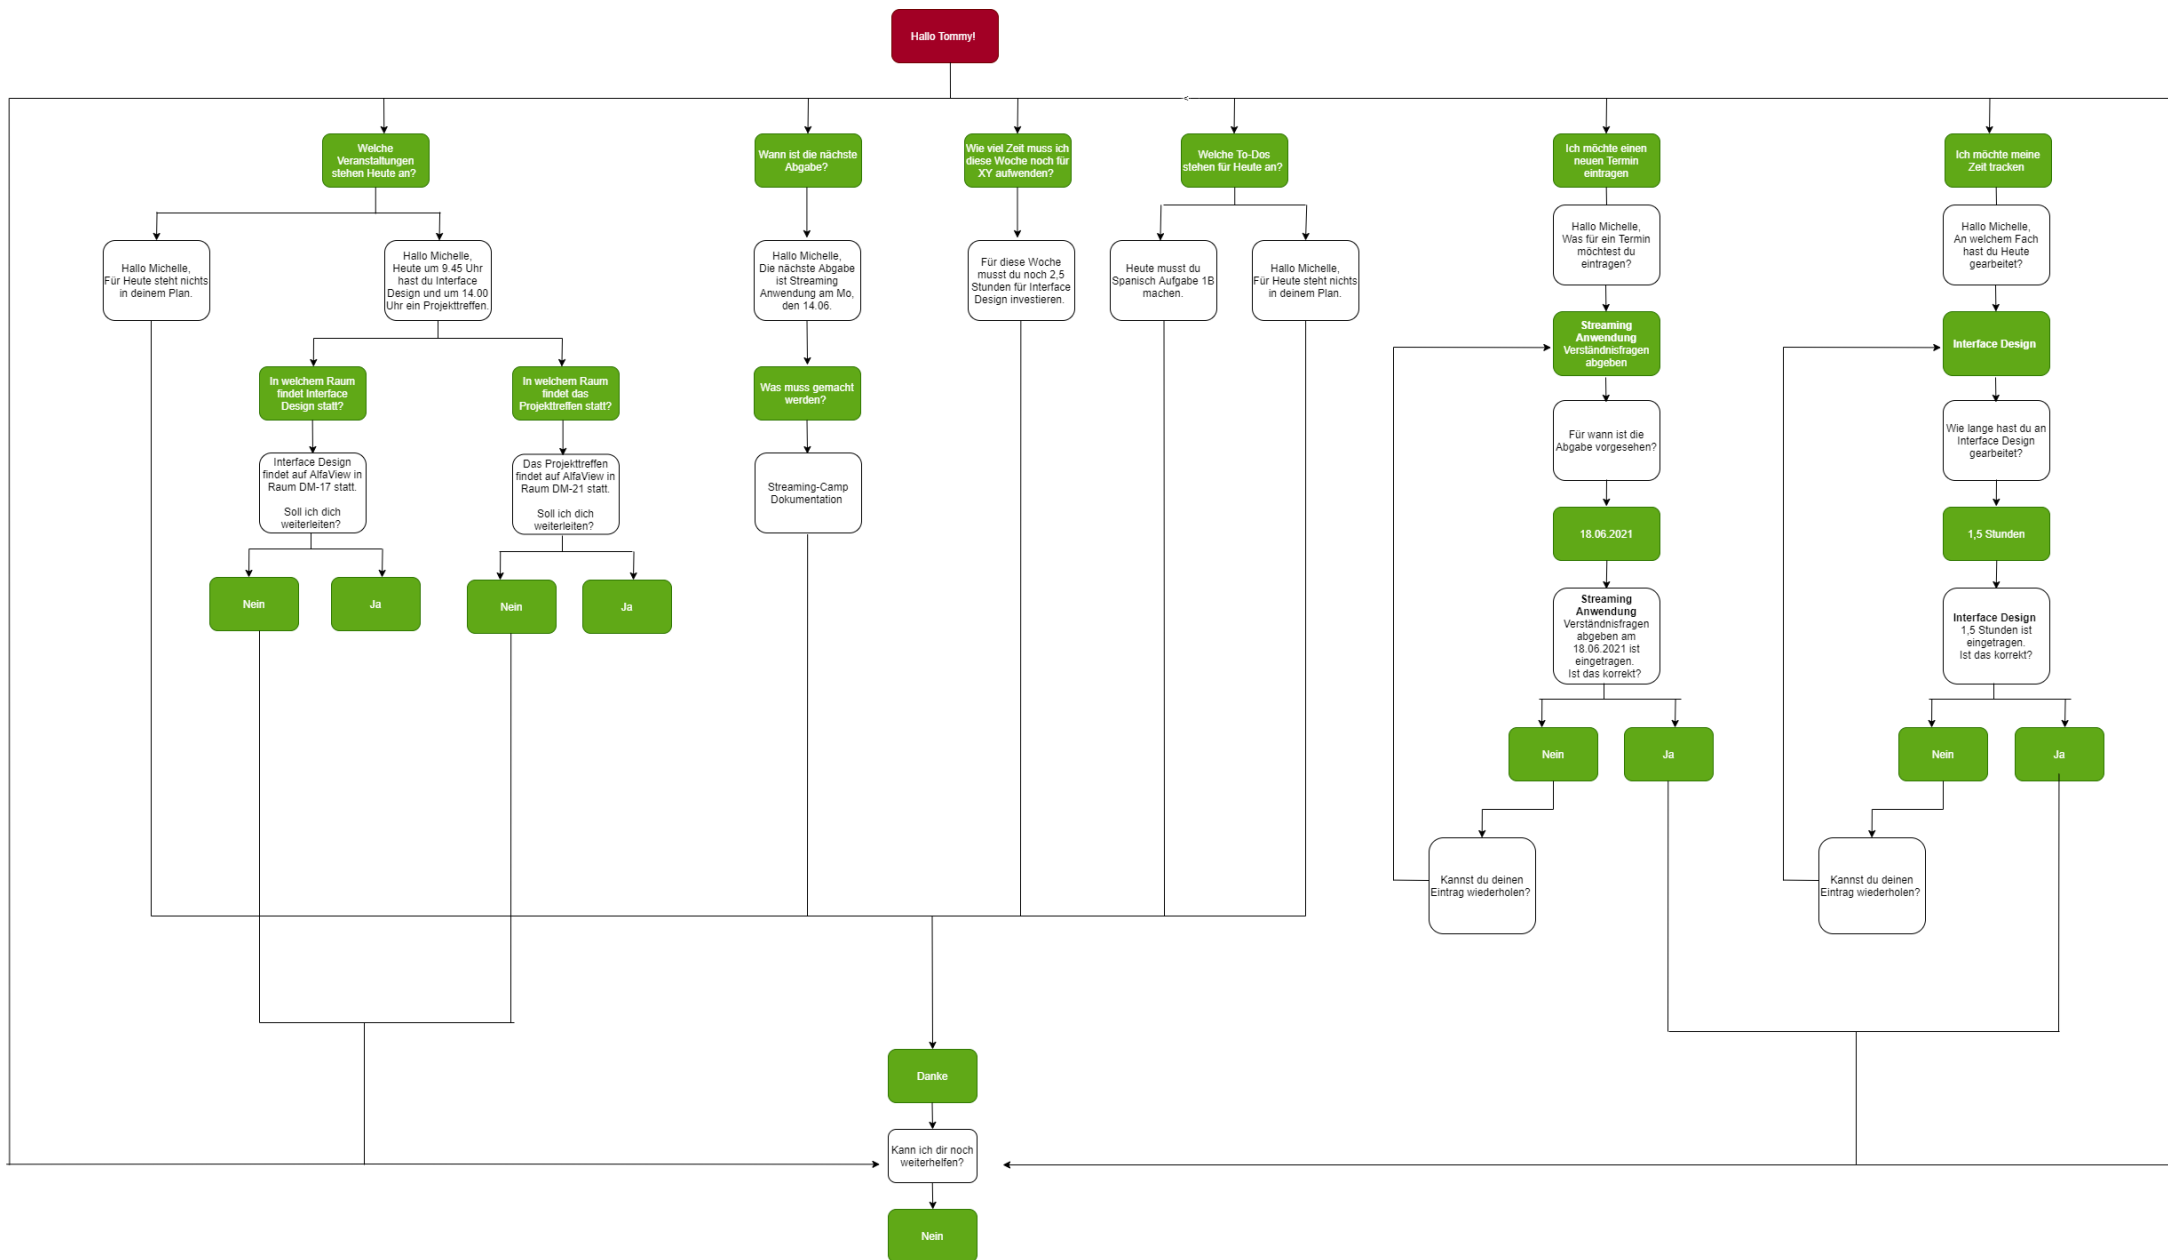 Hallo Tommy!
Welche
Veranstaltungen
stehen Heute an?
Wann ist die nächste
Abgabe?
Wie viel Zeit muss ich
diese Woche noch für
XY aufwenden?
Welche To-Dos
stehen für Heute an?
Ich möchte einen
neuen Termin
eintragen
Ich möchte meine
Zeit tracken
Hallo Michelle,
Für Heute steht nichts
in deinem Plan.
Hallo Michelle,
Heute um 9.45 Uhr
hast du Interface
Design und um 14.00
Uhr ein Projekttreffen.
Hallo Michelle,
Die nächste Abgabe
ist Streaming
Anwendung am Mo,
den 14.06.
Für diese Woche
musst du noch 2,5
Stunden für Interface
Design investieren.
Heute musst du
Spanisch Aufgabe 1B
machen.
Hallo Michelle,
Für Heute steht nichts
in deinem Plan.
Hallo Michelle,
Was für ein Termin
möchtest du
eintragen?
Hallo Michelle,
An welchem Fach
hast du Heute
gearbeitet?
Streaming
Anwendung
Verständnisfragen
abgeben
Interface Design
In welchem Raum
findet Interface
Design statt?
In welchem Raum
findet das
Projekttreffen statt?
Was muss gemacht
werden?
Für wann ist die
Abgabe vorgesehen?
Wie lange hast du an
Interface Design
gearbeitet?
Interface Design
findet auf AlfaView in
Raum DM-17 statt.
Soll ich dich
weiterleiten?
Das Projekttreffen
findet auf AlfaView in
Raum DM-21 statt.
Soll ich dich
weiterleiten?
Streaming-Camp
Dokumentation
18.06.2021
1,5 Stunden
Nein
Ja
Nein
Ja
Streaming
Anwendung
Verständnisfragen
abgeben am
18.06.2021 ist
eingetragen.
Ist das korrekt?
Interface Design
1,5 Stunden ist
eingetragen.
Ist das korrekt?
Nein
Ja
Nein
Ja
Kannst du deinen
Eintrag wiederholen?
Kannst du deinen
Eintrag wiederholen?
Danke
Kann ich dir noch
weiterhelfen?
Nein